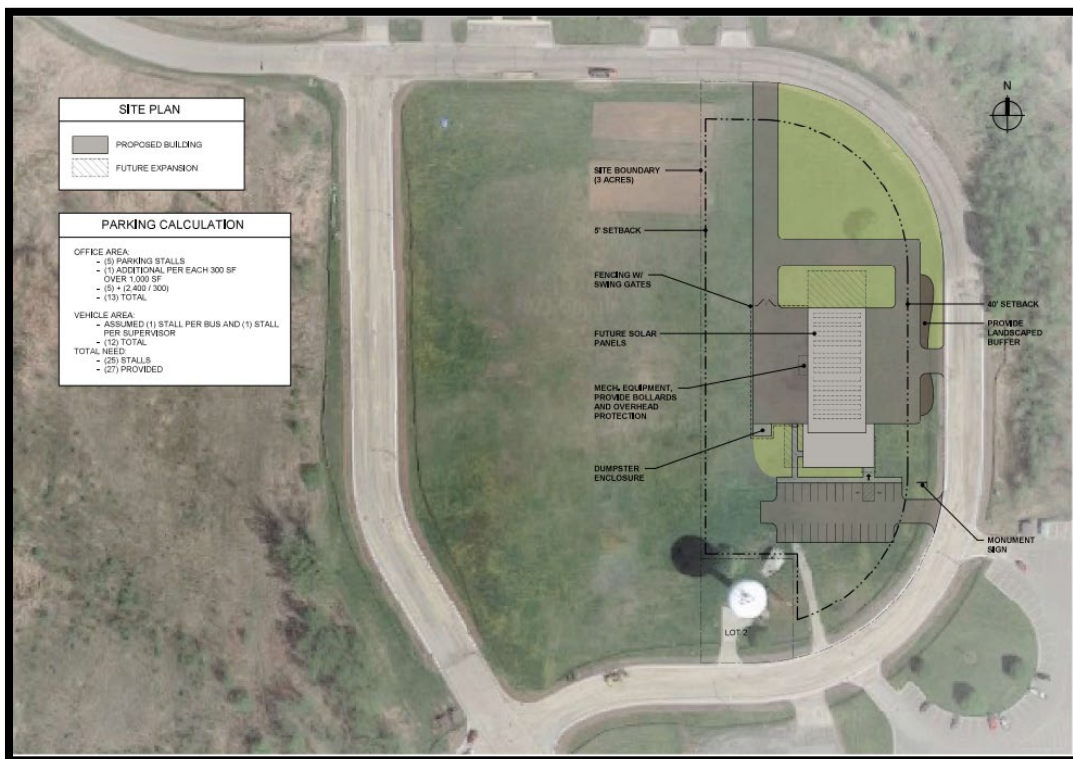 SITE PLAN
PROPOSED BUILDING
FUTURE EXPANSION
PARKING CALCULATION
OFFICE AREA:
- (5) PARKING STALLS
- (1) ADDITIONAL PER EACH 300 SF
OVER 1,000 SF
- (5) + (2,400 / 300)
- (13) TOTAL
VEHICLE AREA:
- ASSUMED (1) STALL PER BUS AND (1) STALL
PER SUPERVISOR
- (12) TOTAL
TOTAL NEED:
- (25) STALLS
- (27) PROVIDED
N
SITE BOUNDARY
(3 ACRES)
5' SETBACK
FENCING W/
SWING GATES
FUTURE SOLAR
PANELS
MECH. EQUIPMENT,
PROVIDE BOLLARDS
AND OVERHEAD
PROTECTION
DUMPSTER
ENCLOSURE
40' SETBACK
PROVIDE
LANDSCAPED
BUFFER
MONUMENT
SIGN
LOT 2